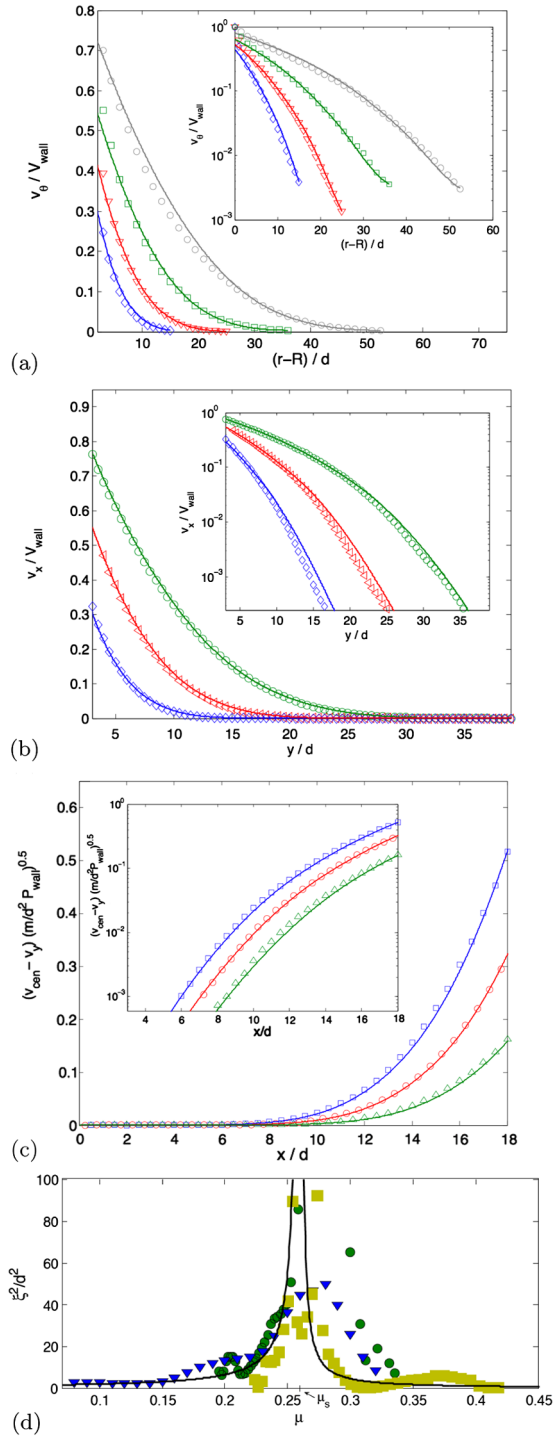 0.8
0.7
0.6
0.5
0.4
0.3
0.2
0.1
0
v_θ / V_wall
10 20 30 40 50 60 70
(r−R) / d
10^0
10^-1
10^-2
10^-3
v_θ / V_wall
0 10 20 30 40 50 60
(r−R) / d
(a)
0.9
0.8
0.7
0.6
0.5
0.4
0.3
0.2
0.1
0
v_x / V_wall
5 10 15 20 25 30 35
y / d
10^0
10^-1
10^-2
10^-3
v_x / V_wall
5 10 15 20 25 30 35
y / d
(b)
0.6
0.5
0.4
0.3
0.2
0.1
0
(v_cen − v_y) (m/d^2 P_wall)^0.5
0 2 4 6 8 10 12 14 16 18
x / d
10^0
10^-1
10^-2
10^-3
(v_cen−v_y) (m/d^2P_wall)^0.5
4 6 8 10 12 14 16 18
x/d
(c)
100
80
60
40
20
0
ξ^2/d^2
0.1 0.15 0.2 0.25 0.3 0.35 0.4 0.45
μ_s
μ
(d)